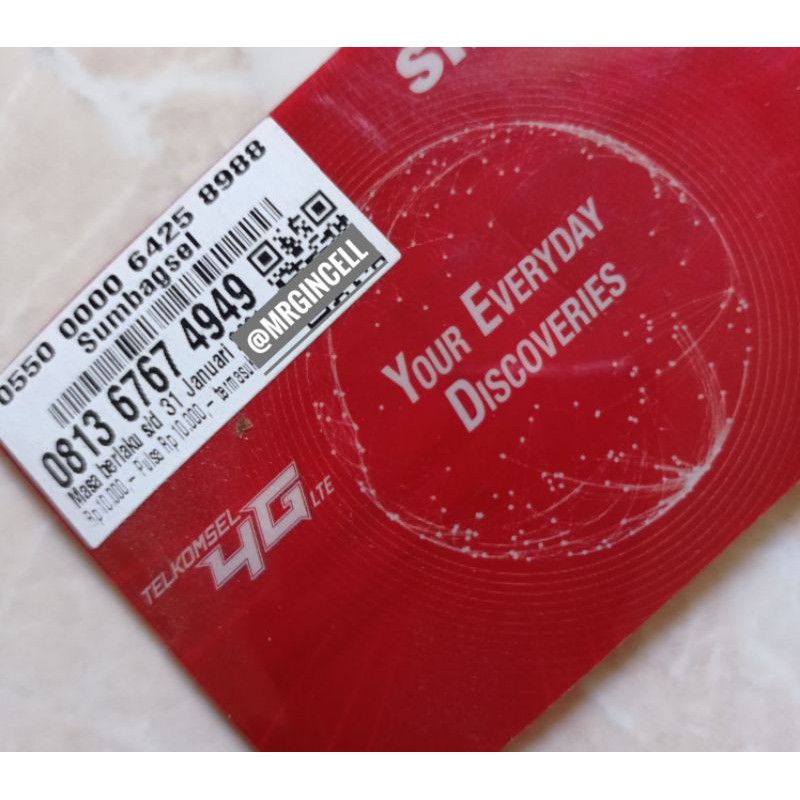 0550 0000 6425 8988
Sumbagsel
0813 6767 4949
Masa berlaku s/d 31 Januari
Rp 10.000,- Pulsa Rp 10.000,-
@MRGINCELL
YOUR EVERYDAY
DISCOVERIES
TELKOMSEL
4G LTE